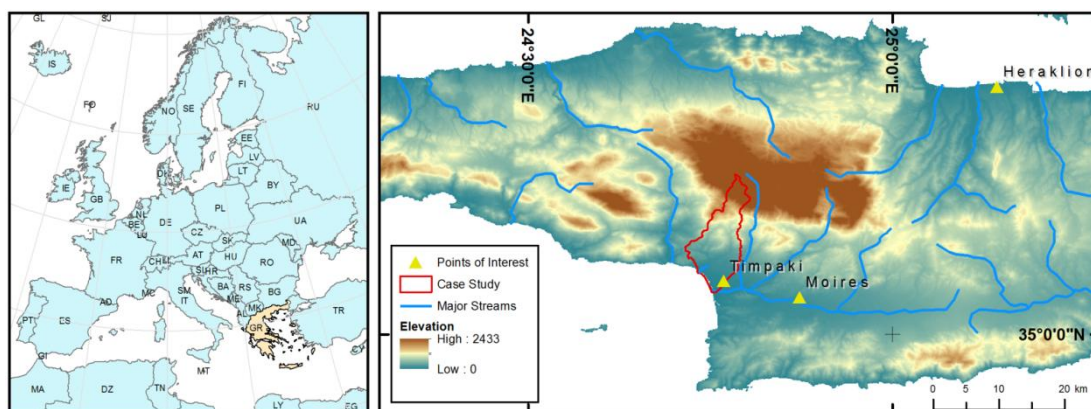 GL
SJ
IS
FO
NO
SE
FI
RU
EE
LV
LT
DK
IE
GB
NL
BE
LU
DE
PL
BY
UA
CZ
SK
FR
CH
AT
HU
MD
RO
SI
HR
BA
RS
BG
AD
MC
SM
IT
ME
MK
AL
GR
TR
PT
ES
GI
MT
CY
MA
DZ
TN
LY
EG
24°30'0"E
25°0'0"E
Heraklion
Timpaki
Moires
35°0'0"N
Points of Interest
Case Study
Major Streams
Elevation
High : 2433
Low : 0
0 5 10 20 km